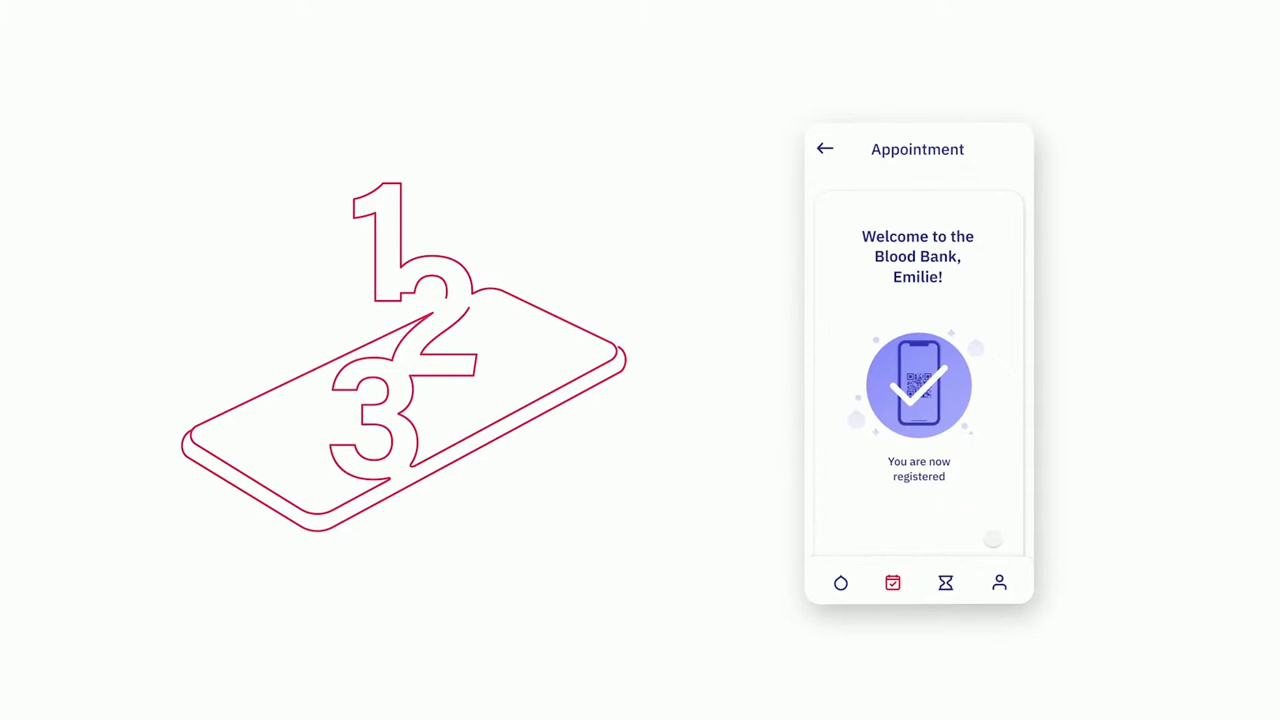 1
2
3
Appointment
Welcome to the
Blood Bank,
Emilie!
You are now
registered